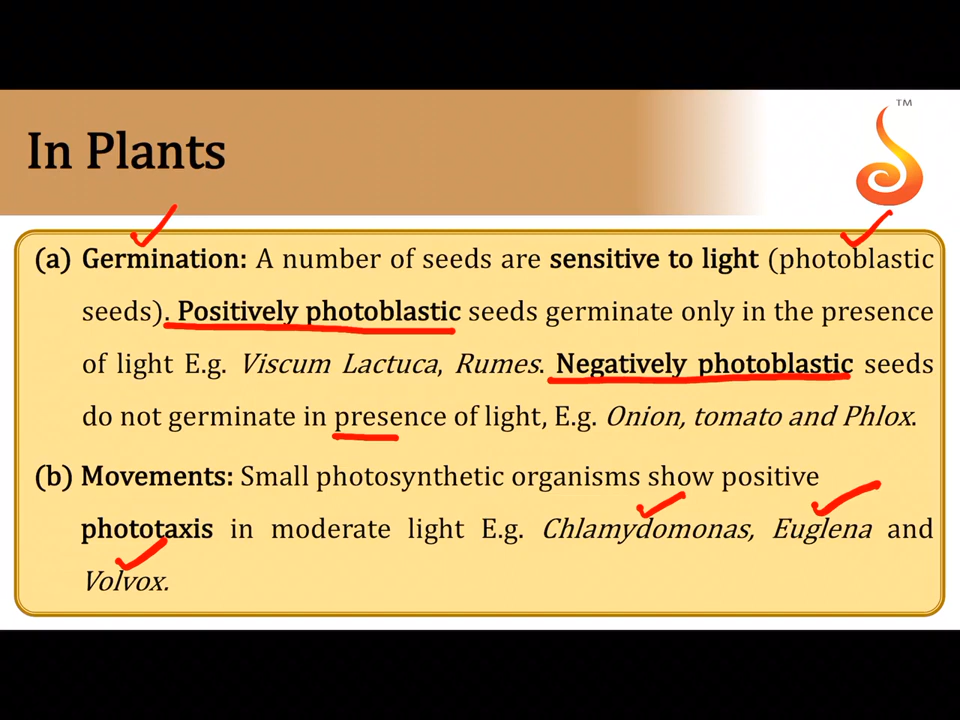 TM
In Plants
(a) Germination: A number of seeds are sensitive to light (photoblastic
seeds). Positively photoblastic seeds germinate only in the presence
of light E.g. Viscum Lactuca, Rumes. Negatively photoblastic seeds
do not germinate in presence of light, E.g. Onion, tomato and Phlox.
(b) Movements: Small photosynthetic organisms show positive
phototaxis in moderate light E.g. Chlamydomonas, Euglena and
Volvox.